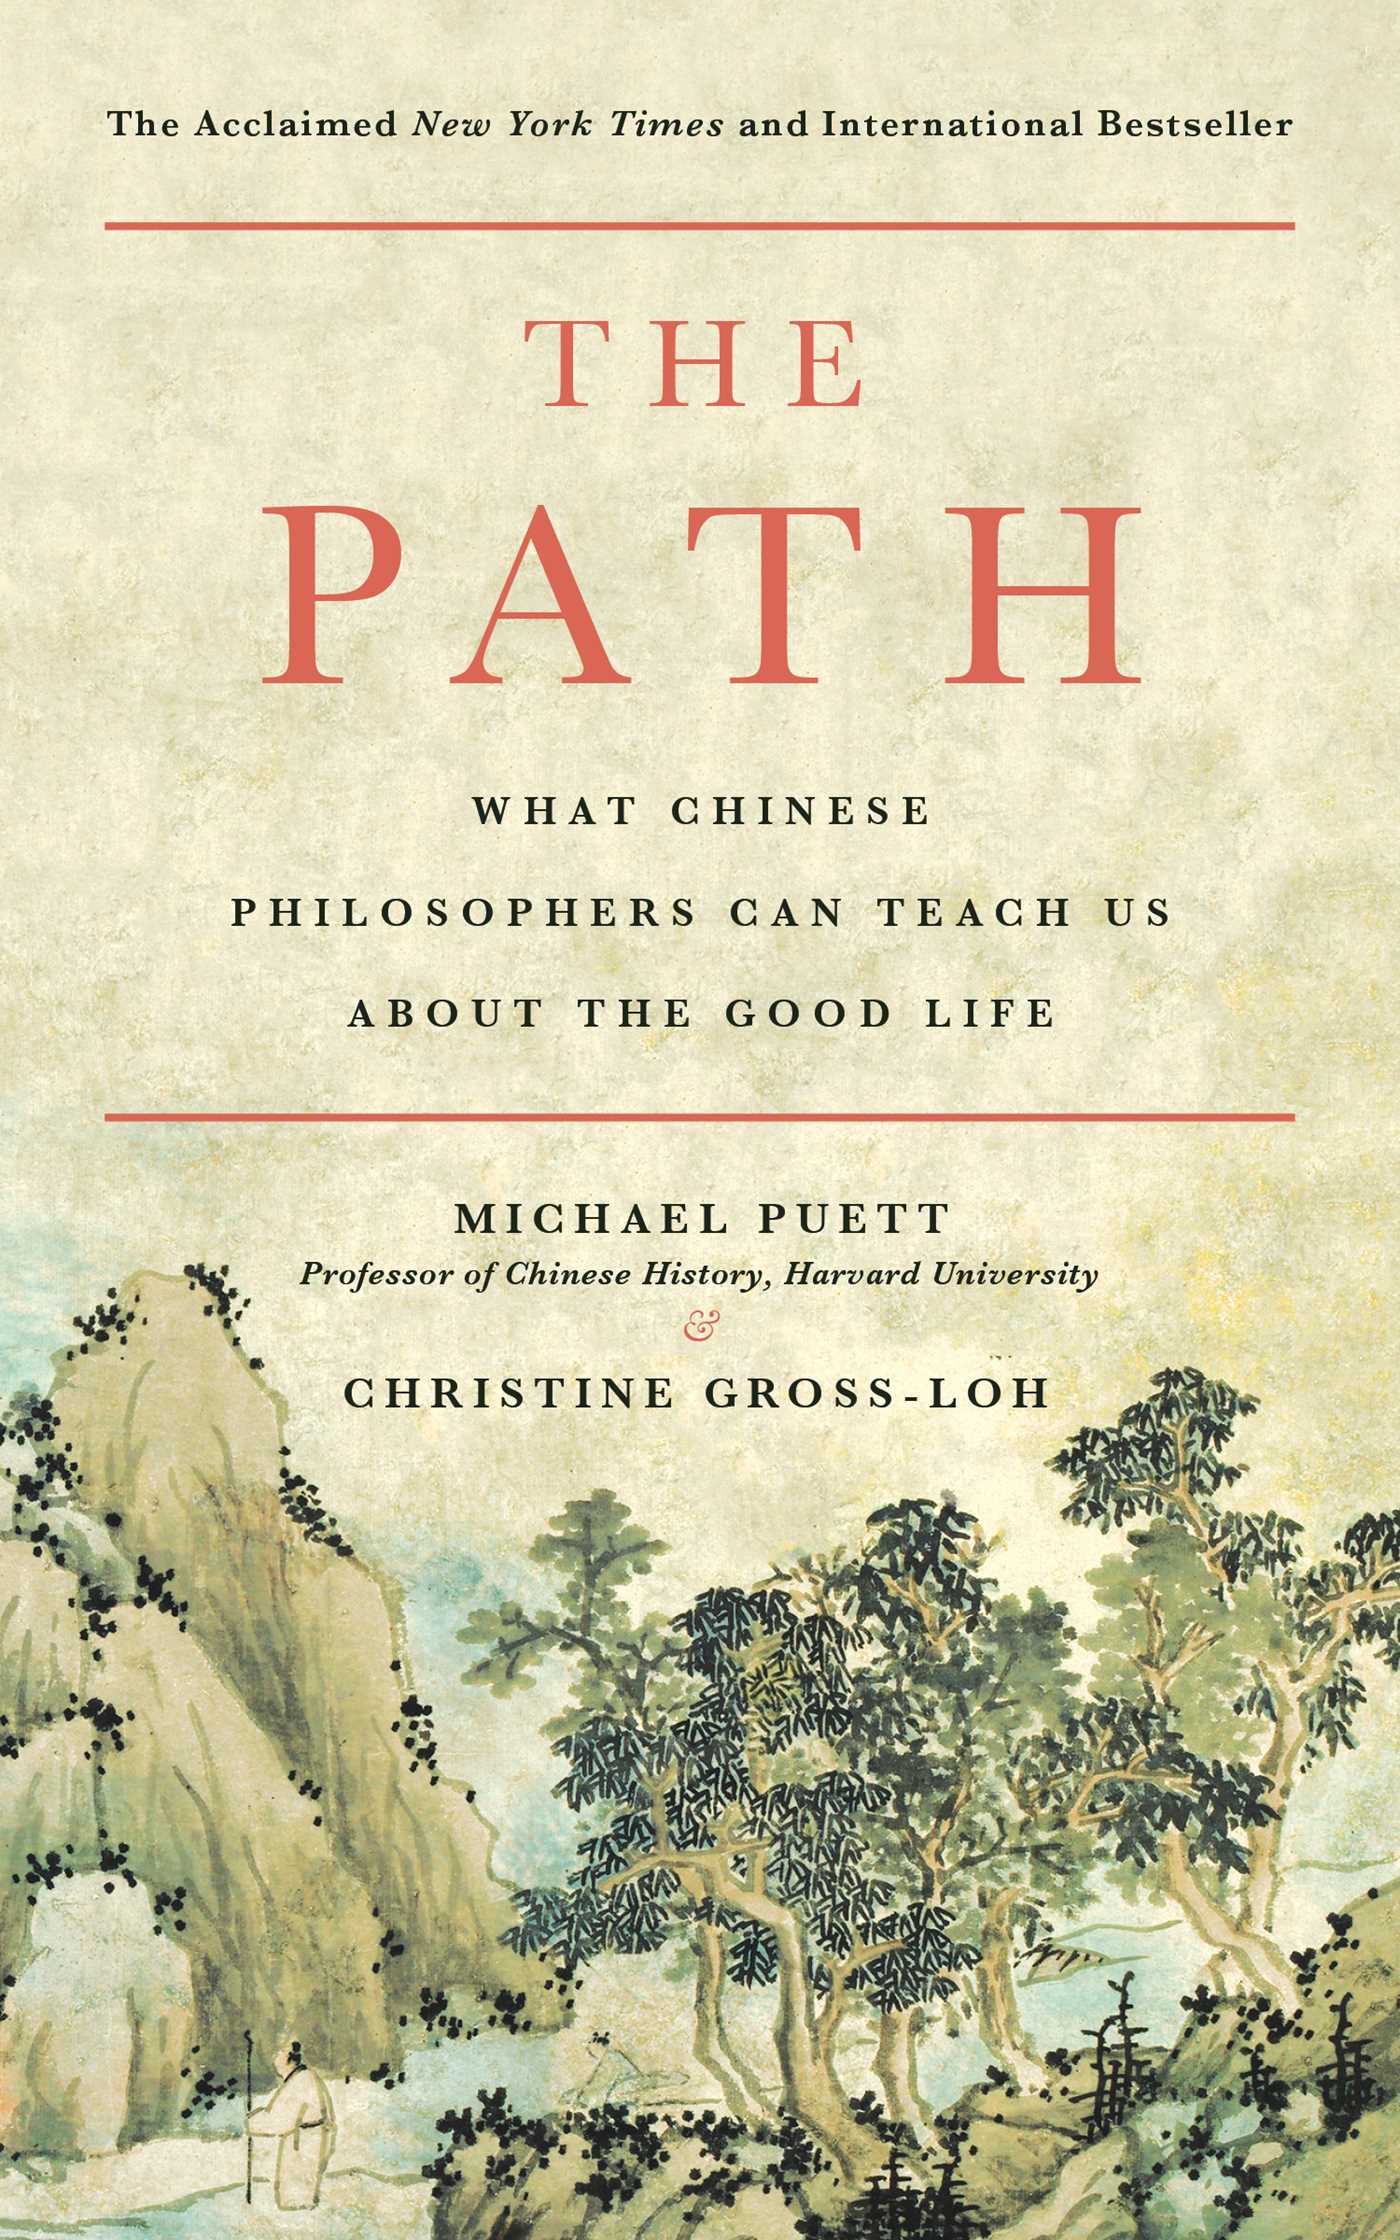 The Acclaimed New York Times and International Bestseller
THE
PATH
WHAT CHINESE
PHILOSOPHERS CAN TEACH US
ABOUT THE GOOD LIFE
MICHAEL PUETT
Professor of Chinese History, Harvard University
&
CHRISTINE GROSS-LOH